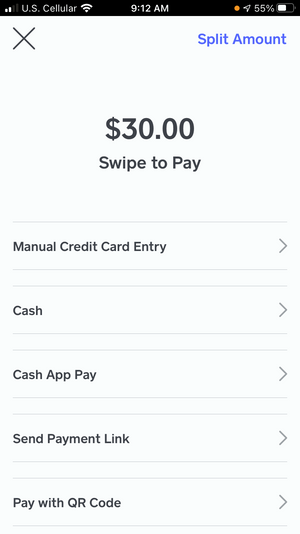 U.S. Cellular 9:12 AM 55%
Split Amount
$30.00
Swipe to Pay
Manual Credit Card Entry
Cash
Cash App Pay
Send Payment Link
Pay with QR Code